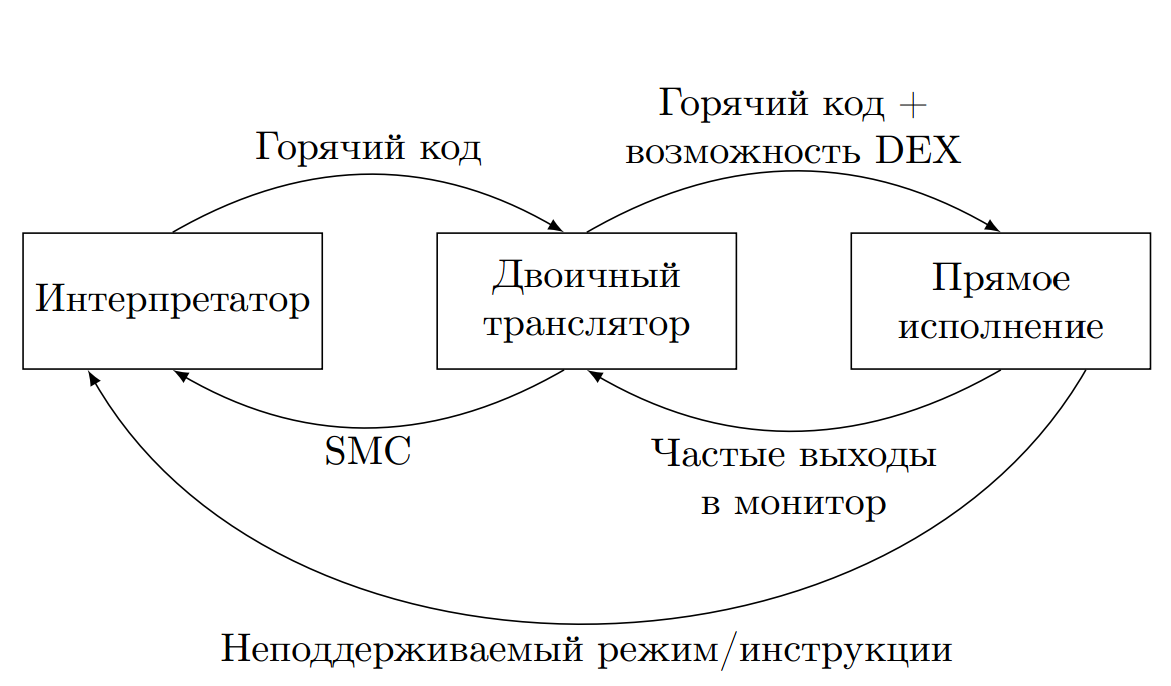 Горячий код +
возможность DEX
Горячий код
Интерпретатор
Двоичный
транслятор
Прямое
исполнение
SMC
Частые выходы
в монитор
Неподдерживаемый режим/инструкции